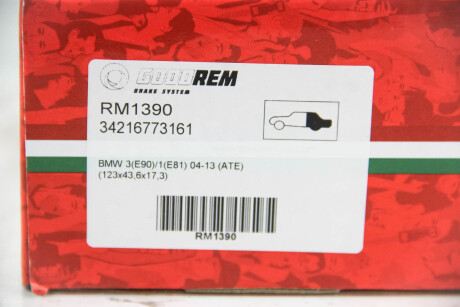 GOODREM
BRAKE SYSTEM
RM1390
34216773161
BMW 3(E90)/1(E81) 04-13 (ATE)
(123x43,6x17,3)
RM1390